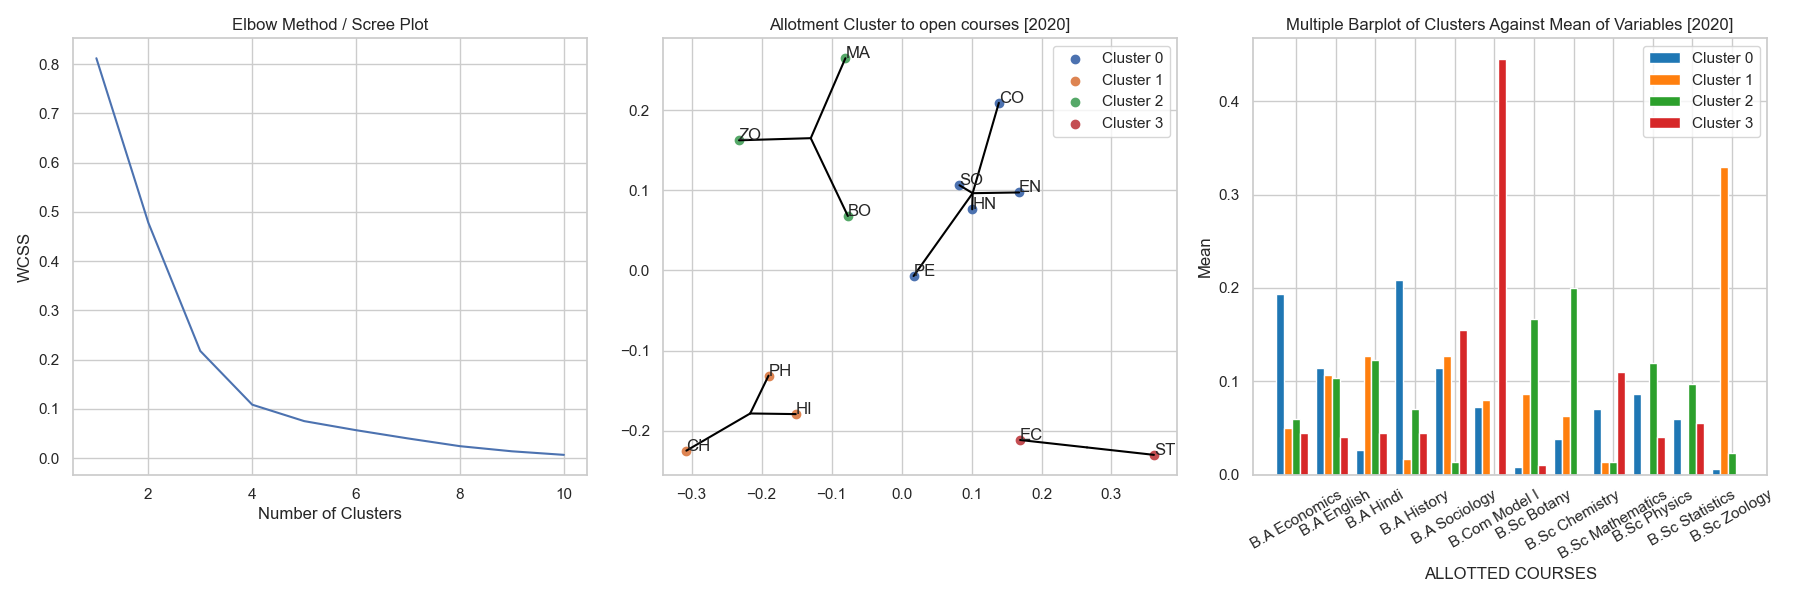 Elbow Method / Scree Plot
WCSS
0.8
0.7
0.6
0.5
0.4
0.3
0.2
0.1
0.0
2 4 6 8 10
Number of Clusters
Allotment Cluster to open courses [2020]
Cluster 0
Cluster 1
Cluster 2
Cluster 3
MA
ZO
BO
CO
SO
EN
HN
PE
PH
HI
CH
EC
ST
0.2
0.1
0.0
−0.1
−0.2
−0.3 −0.2 −0.1 0.0 0.1 0.2 0.3
Multiple Barplot of Clusters Against Mean of Variables [2020]
Cluster 0
Cluster 1
Cluster 2
Cluster 3
Mean
0.4
0.3
0.2
0.1
0.0
B.A Economics
B.A English
B.A Hindi
B.A History
B.A Sociology
B.Com Model I
B.Sc Botany
B.Sc Chemistry
B.Sc Mathematics
B.Sc Physics
B.Sc Statistics
B.Sc Zoology
ALLOTTED COURSES